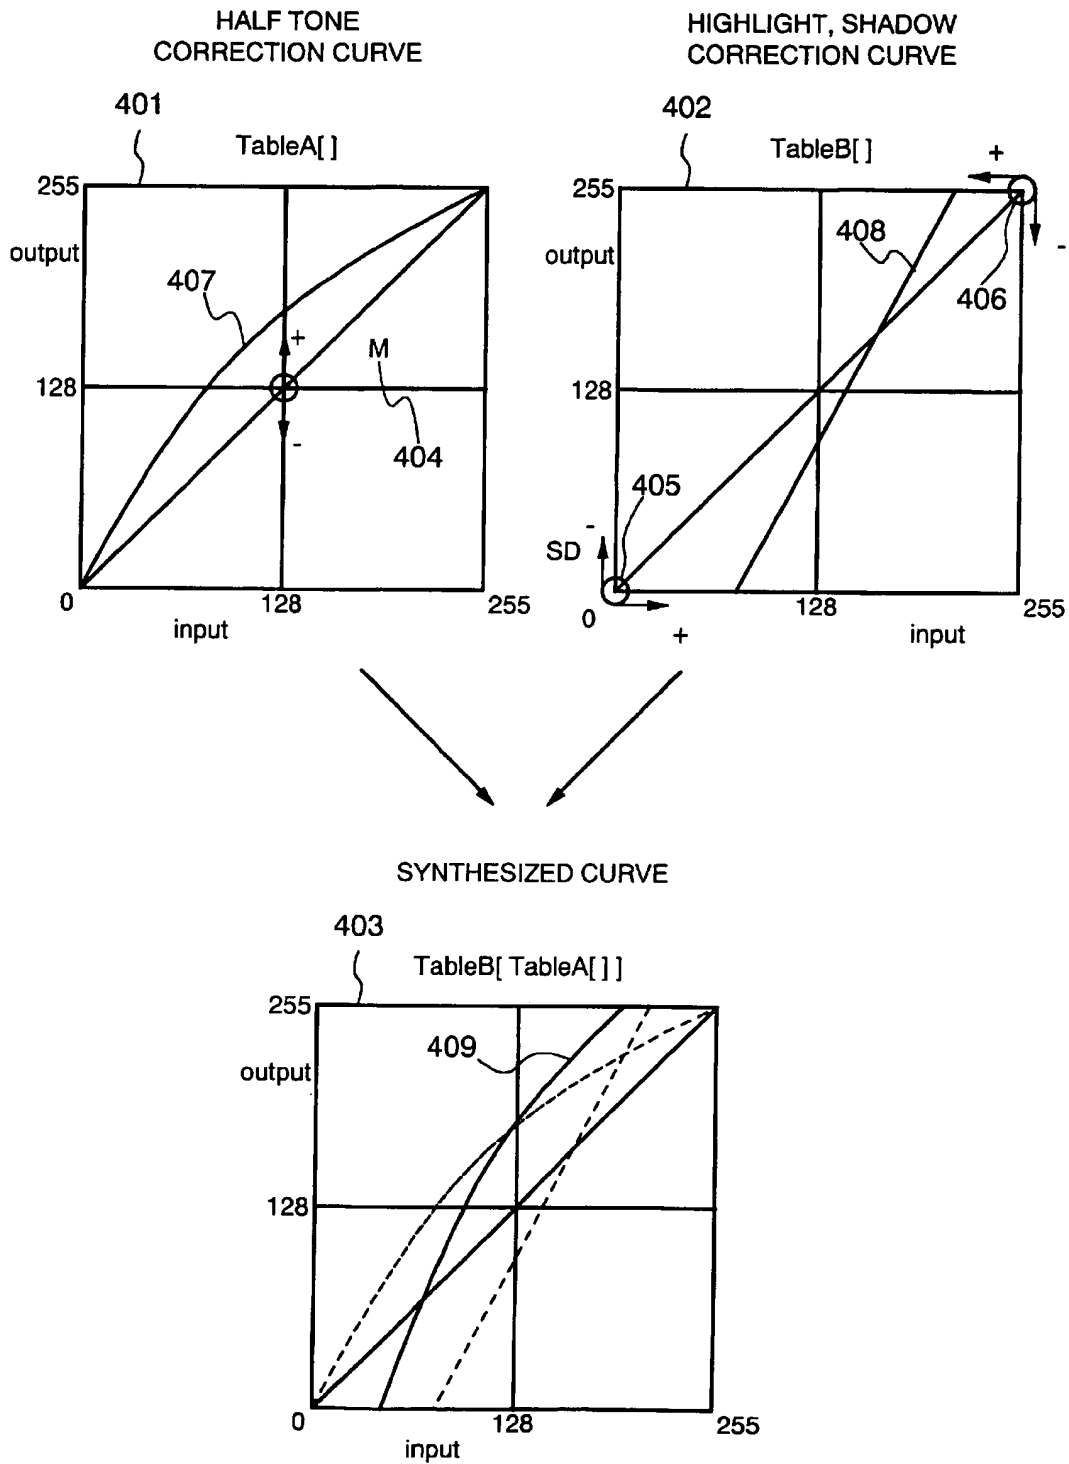 HALF TONE
CORRECTION CURVE
HIGHLIGHT, SHADOW
CORRECTION CURVE
401
TableA[ ]
255
output
407
+
M
128
-
404
0
128
255
input
402
TableB[ ]
+
255
output
408
-
406
128
405
-
SD
0
128
255
+
input
SYNTHESIZED CURVE
403
TableB[ TableA[ ] ]
255
409
output
128
0
128
255
input